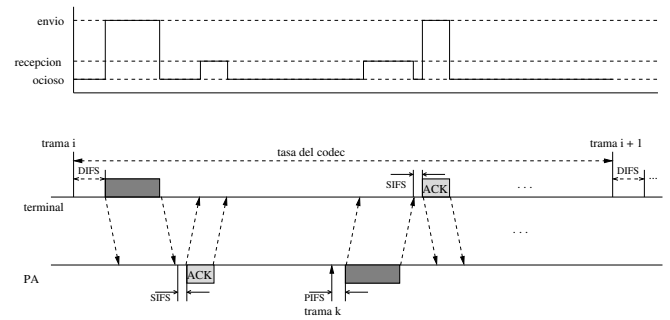 envio
recepcion
ocioso
trama i
trama i + 1
tasa del codec
DIFS
DIFS
...
SIFS
ACK
. . .
terminal
. . .
ACK
PA
SIFS
PIFS
trama k